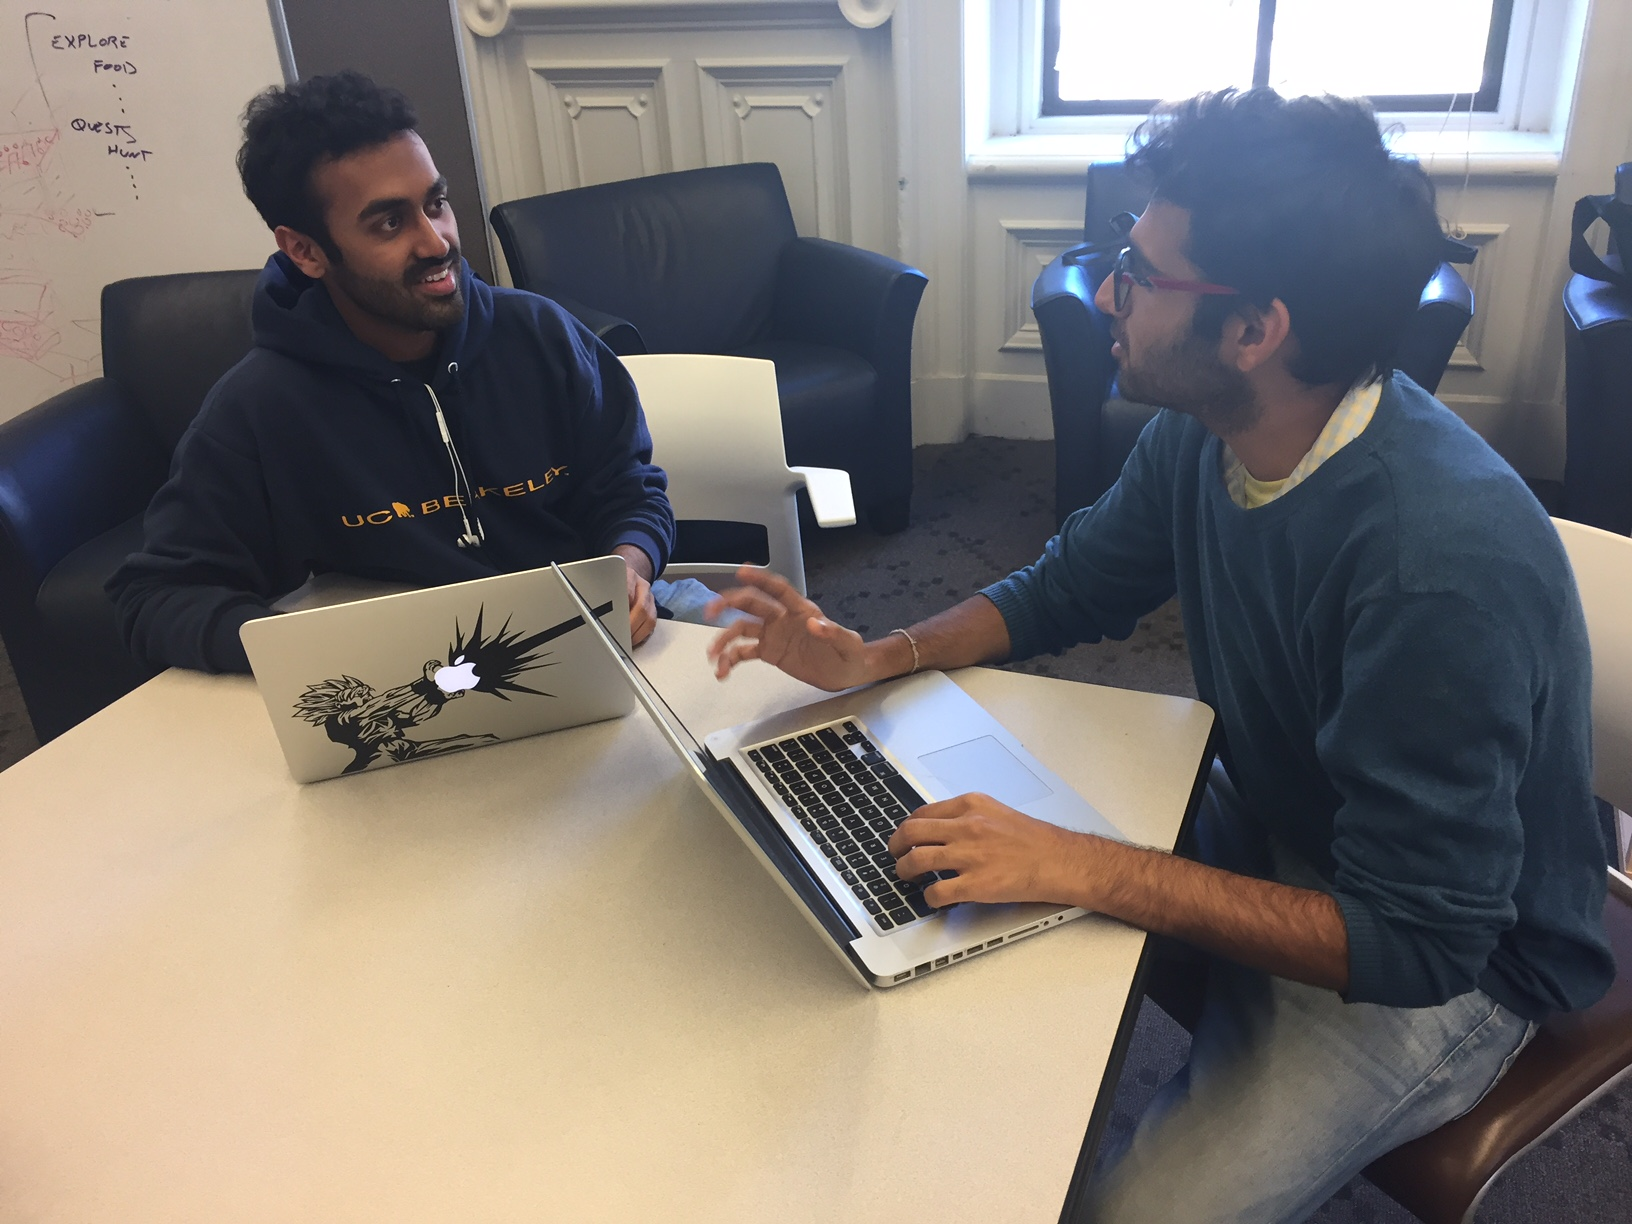 EXPLORE
FOOD
QUESTS
HUNT
UC BERKELEY